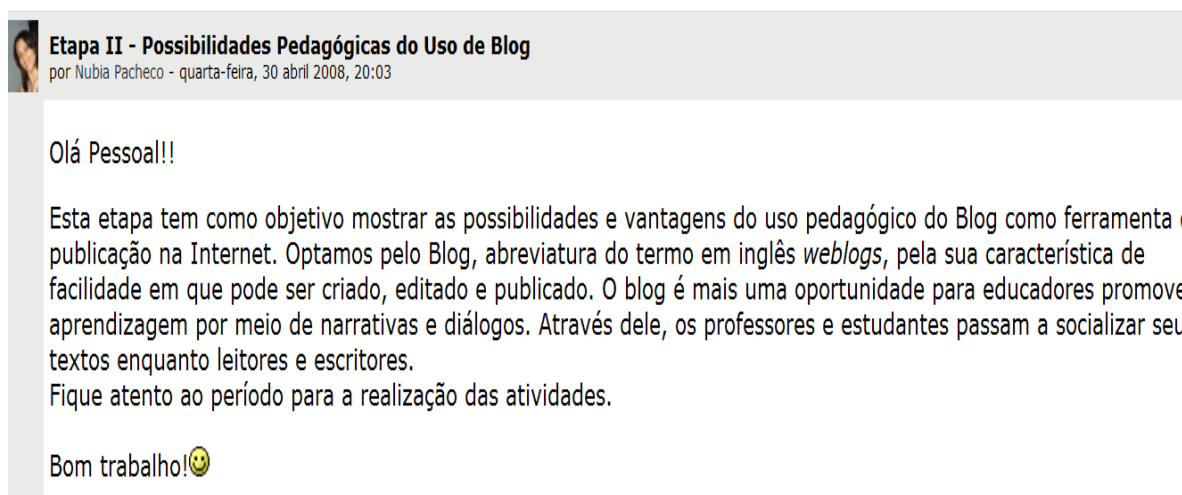 Etapa II - Possibilidades Pedagógicas do Uso de Blog
por Nubia Pacheco - quarta-feira, 30 abril 2008, 20:03
Olá Pessoal!!
Esta etapa tem como objetivo mostrar as possibilidades e vantagens do uso pedagógico do Blog como ferramenta
publicação na Internet. Optamos pelo Blog, abreviatura do termo em inglês weblogs, pela sua característica de
facilidade em que pode ser criado, editado e publicado. O blog é mais uma oportunidade para educadores promove
aprendizagem por meio de narrativas e diálogos. Através dele, os professores e estudantes passam a socializar seu
textos enquanto leitores e escritores.
Fique atento ao período para a realização das atividades.
Bom trabalho!